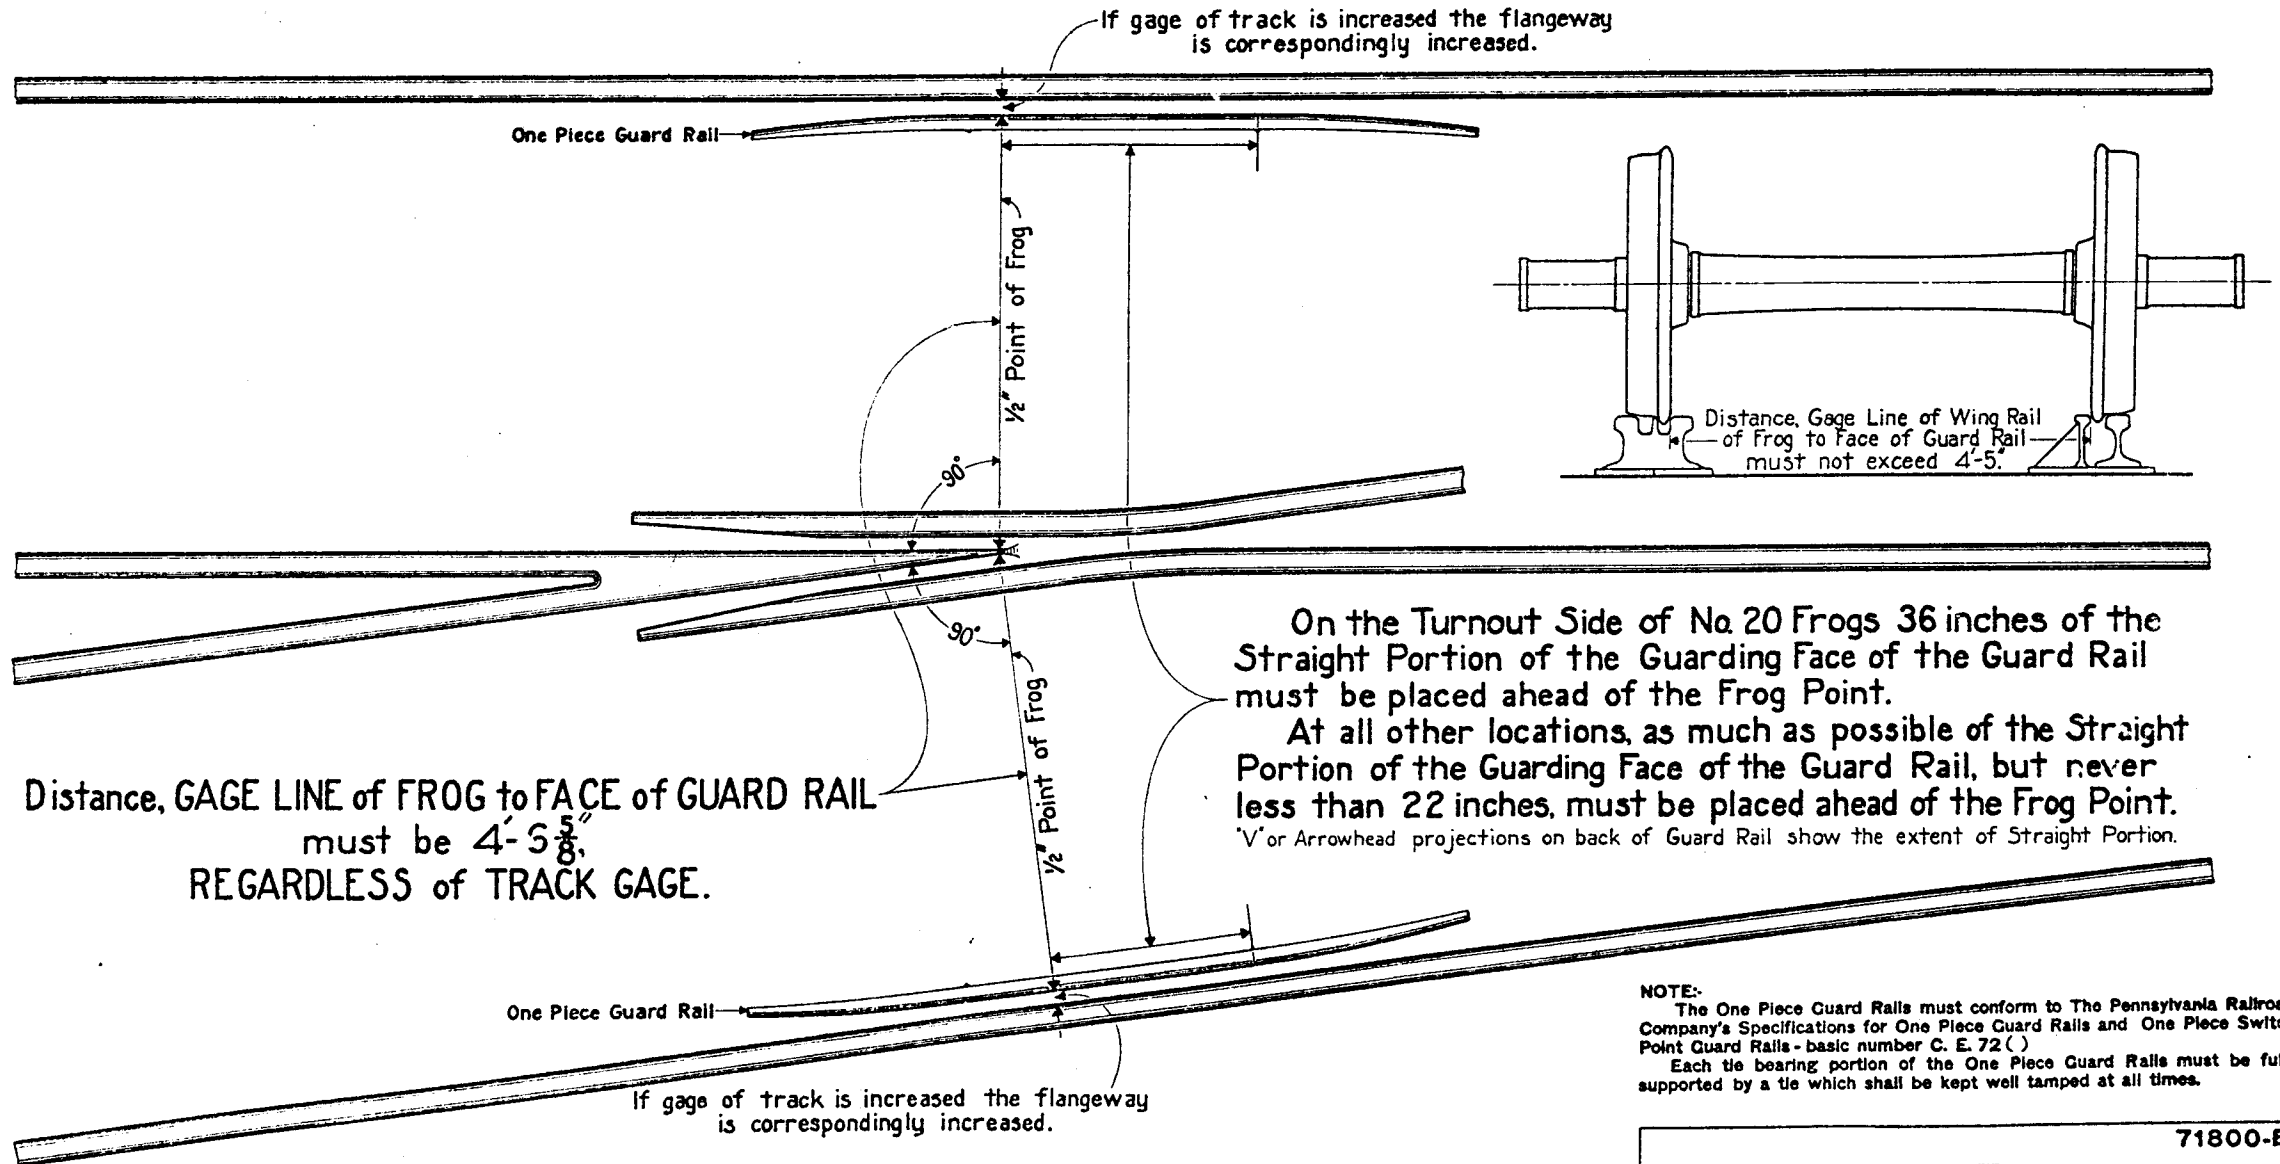 If gage of track is increased the flangeway
is correspondingly increased.
One Piece Guard Rail
½" Point of Frog
90°
Distance, Gage Line of Wing Rail
of Frog to Face of Guard Rail
must not exceed 4'-5".
90°
½" Point of Frog
On the Turnout Side of No. 20 Frogs 36 inches of the
Straight Portion of the Guarding Face of the Guard Rail
must be placed ahead of the Frog Point.
At all other locations, as much as possible of the Straight
Portion of the Guarding Face of the Guard Rail, but never
less than 22 inches, must be placed ahead of the Frog Point.
"V" or Arrowhead projections on back of Guard Rail show the extent of Straight Portion.
Distance, GAGE LINE of FROG to FACE of GUARD RAIL
must be 4'-6⅝",
REGARDLESS of TRACK GAGE.
One Piece Guard Rail
If gage of track is increased the flangeway
is correspondingly increased.
NOTE:-
The One Piece Guard Rails must conform to The Pennsylvania Railroa
Company's Specifications for One Piece Guard Rails and One Piece Swit
Point Guard Rails - basic number C. E. 72 ( )
Each tie bearing portion of the One Piece Guard Rails must be ful
supported by a tie which shall be kept well tamped at all times.
71800-